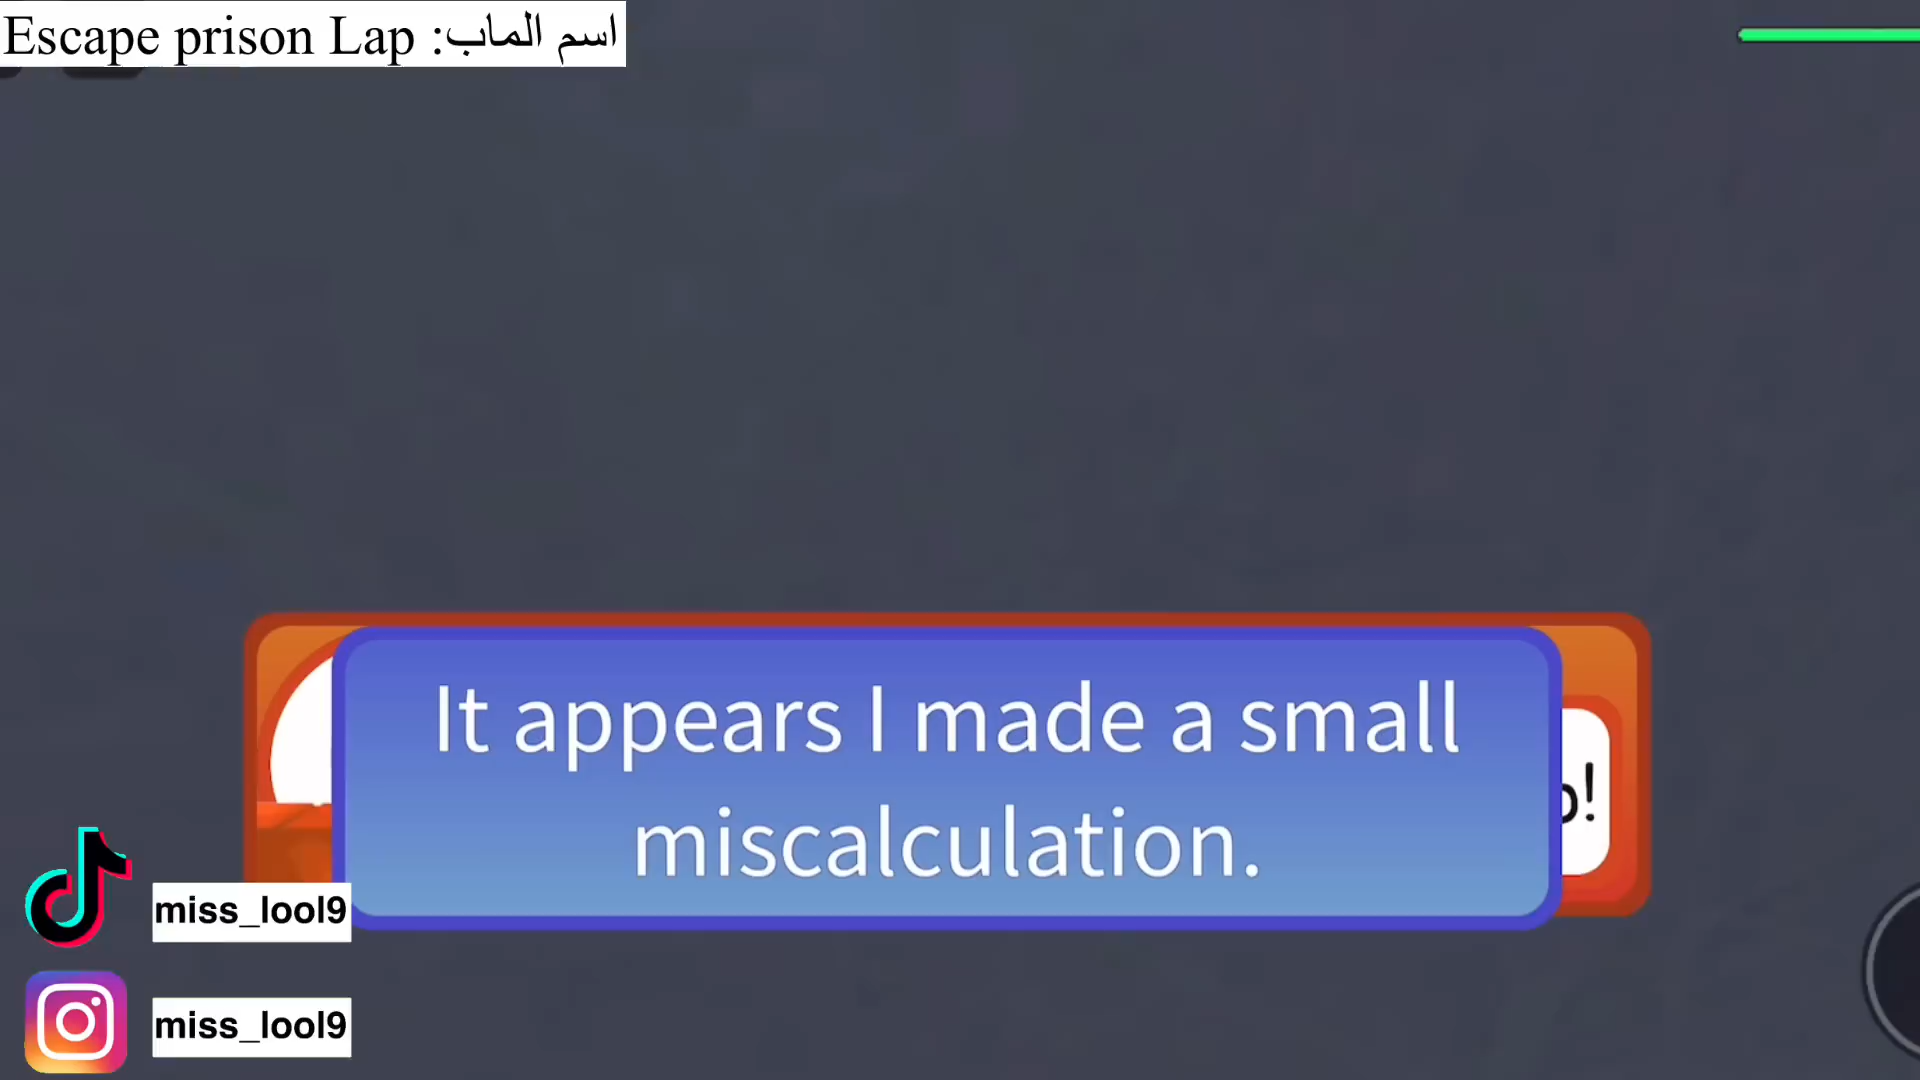 اسم الماب: Escape prison Lap
It appears I made a small
miscalculation.
miss_lool9
miss_lool9